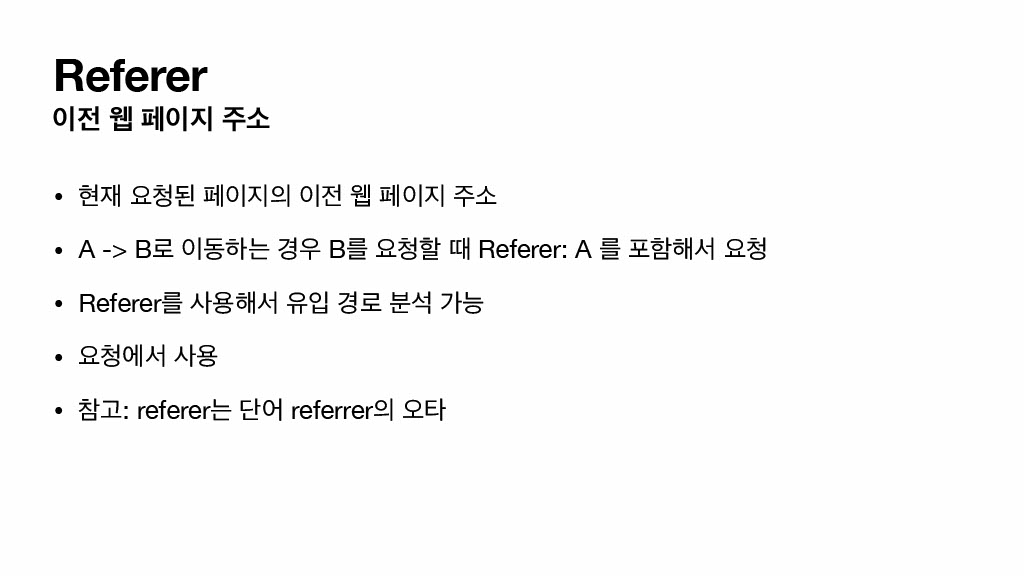 Referer
이전 웹 페이지 주소
• 현재 요청된 페이지의 이전 웹 페이지 주소
• A -> B로 이동하는 경우 B를 요청할 때 Referer: A 를 포함해서 요청
• Referer를 사용해서 유입 경로 분석 가능
• 요청에서 사용
• 참고: referer는 단어 referrer의 오타